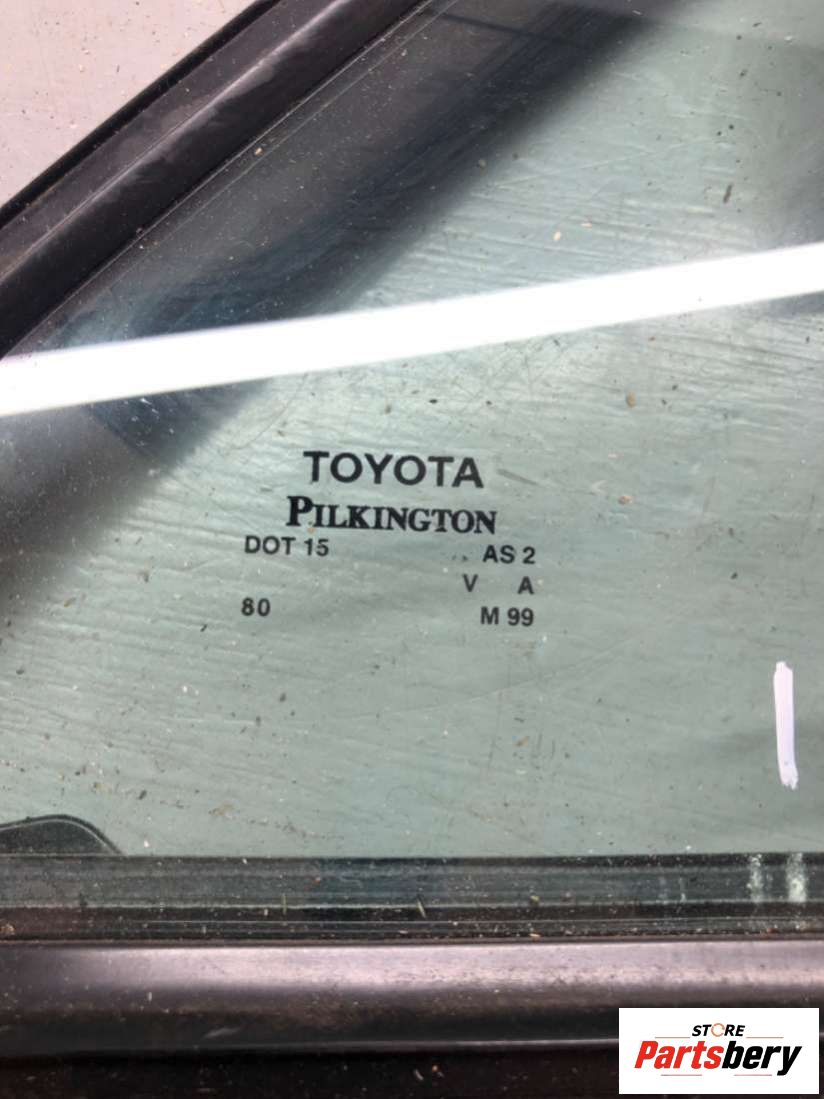 TOYOTA
PILKINGTON
DOT 15 AS 2
V A
80 M 99
STORE
Partsbery